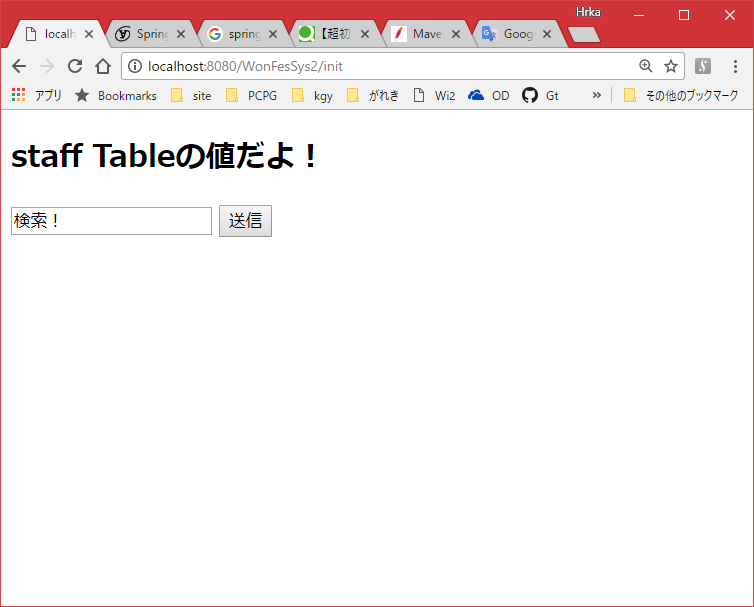 Hrka
localh
Spring
spring
【超初
Mave
Goog
localhost:8080/WonFesSys2/init
アプリ Bookmarks site PCPG kgy がれき Wi2 OD Gt » その他のブックマーク
staff Tableの値だよ！
検索！ 送信